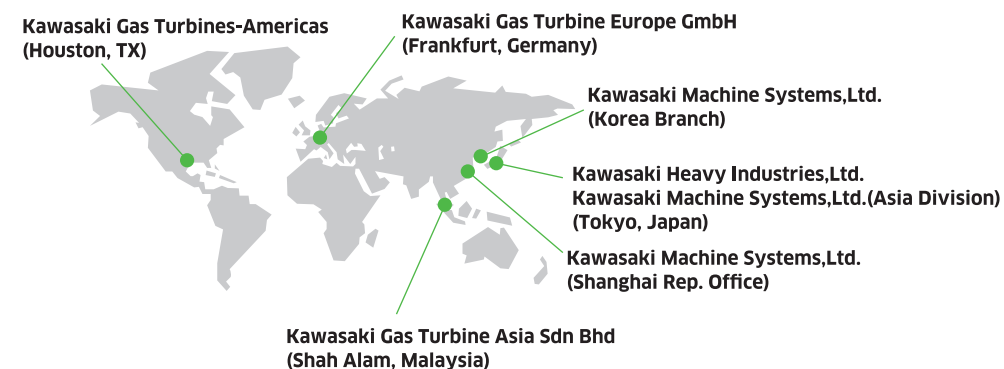 Kawasaki Gas Turbines-Americas
(Houston, TX)
Kawasaki Gas Turbine Europe GmbH
(Frankfurt, Germany)
Kawasaki Machine Systems,Ltd.
(Korea Branch)
Kawasaki Heavy Industries,Ltd.
Kawasaki Machine Systems,Ltd.(Asia Division)
(Tokyo, Japan)
Kawasaki Machine Systems,Ltd.
(Shanghai Rep. Office)
Kawasaki Gas Turbine Asia Sdn Bhd
(Shah Alam, Malaysia)